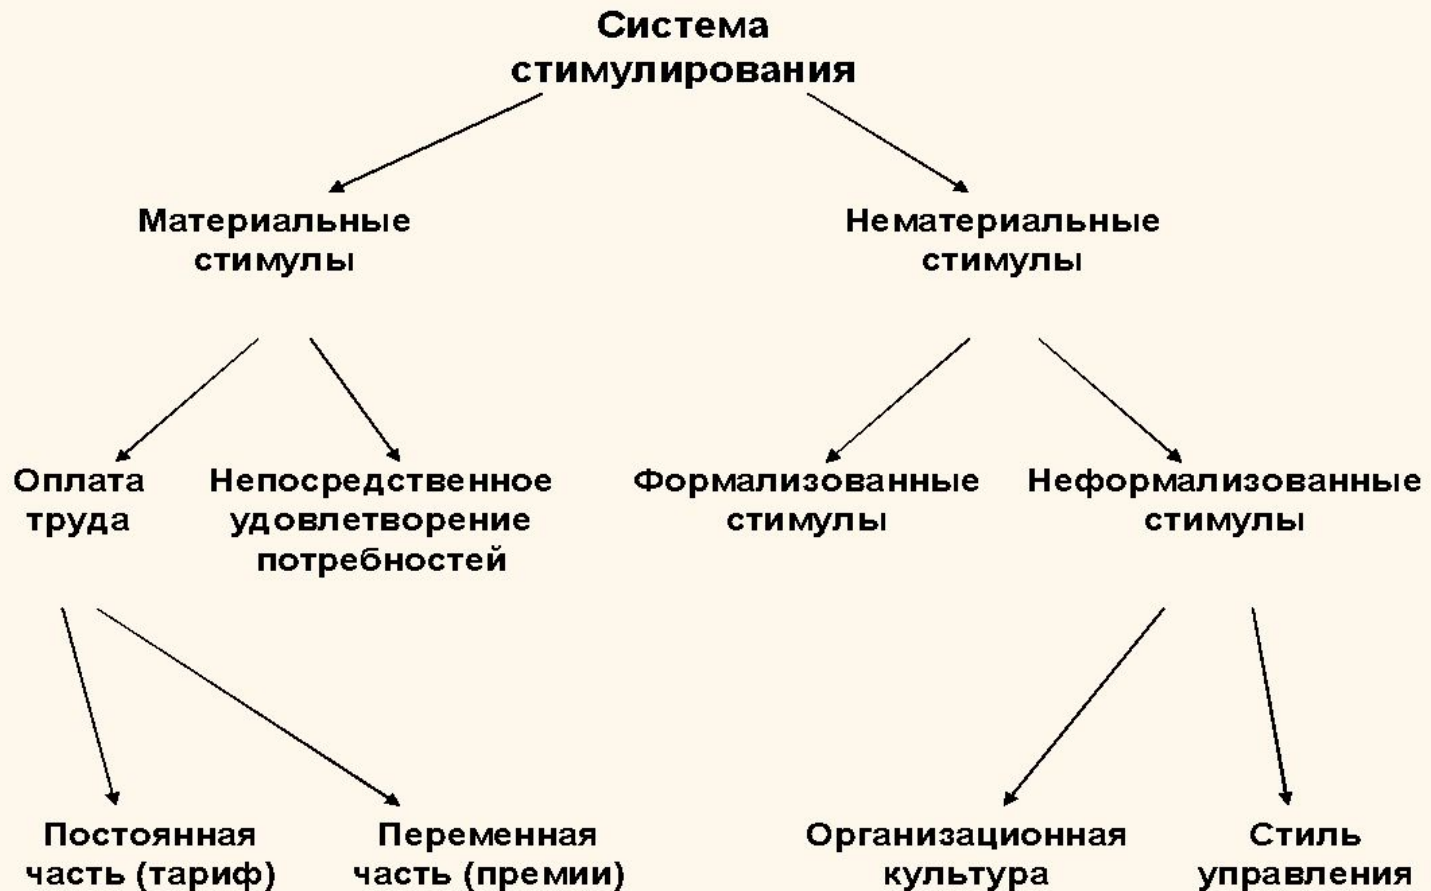 Система
стимулирования
Материальные
стимулы
Нематериальные
стимулы
Оплата
труда
Непосредственное
удовлетворение
потребностей
Формализованные
стимулы
Неформализованные
стимулы
Постоянная
часть (тариф)
Переменная
часть (премии)
Организационная
культура
Стиль
управления